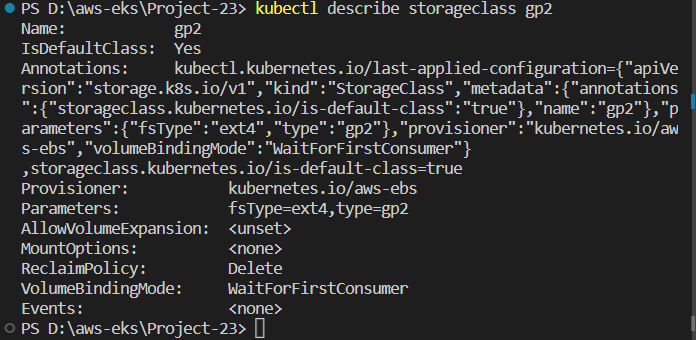 PS D:\aws-eks\Project-23> kubectl describe storageclass gp2
Name:            gp2
IsDefaultClass:  Yes
Annotations:     kubectl.kubernetes.io/last-applied-configuration={"apiVe
rsion":"storage.k8s.io/v1","kind":"StorageClass","metadata":{"annotations
":{"storageclass.kubernetes.io/is-default-class":"true"},"name":"gp2"},"p
arameters":{"fsType":"ext4","type":"gp2"},"provisioner":"kubernetes.io/aw
s-ebs","volumeBindingMode":"WaitForFirstConsumer"}
,storageclass.kubernetes.io/is-default-class=true
Provisioner:           kubernetes.io/aws-ebs
Parameters:            fsType=ext4,type=gp2
AllowVolumeExpansion:  <unset>
MountOptions:          <none>
ReclaimPolicy:         Delete
VolumeBindingMode:     WaitForFirstConsumer
Events:                <none>
PS D:\aws-eks\Project-23>